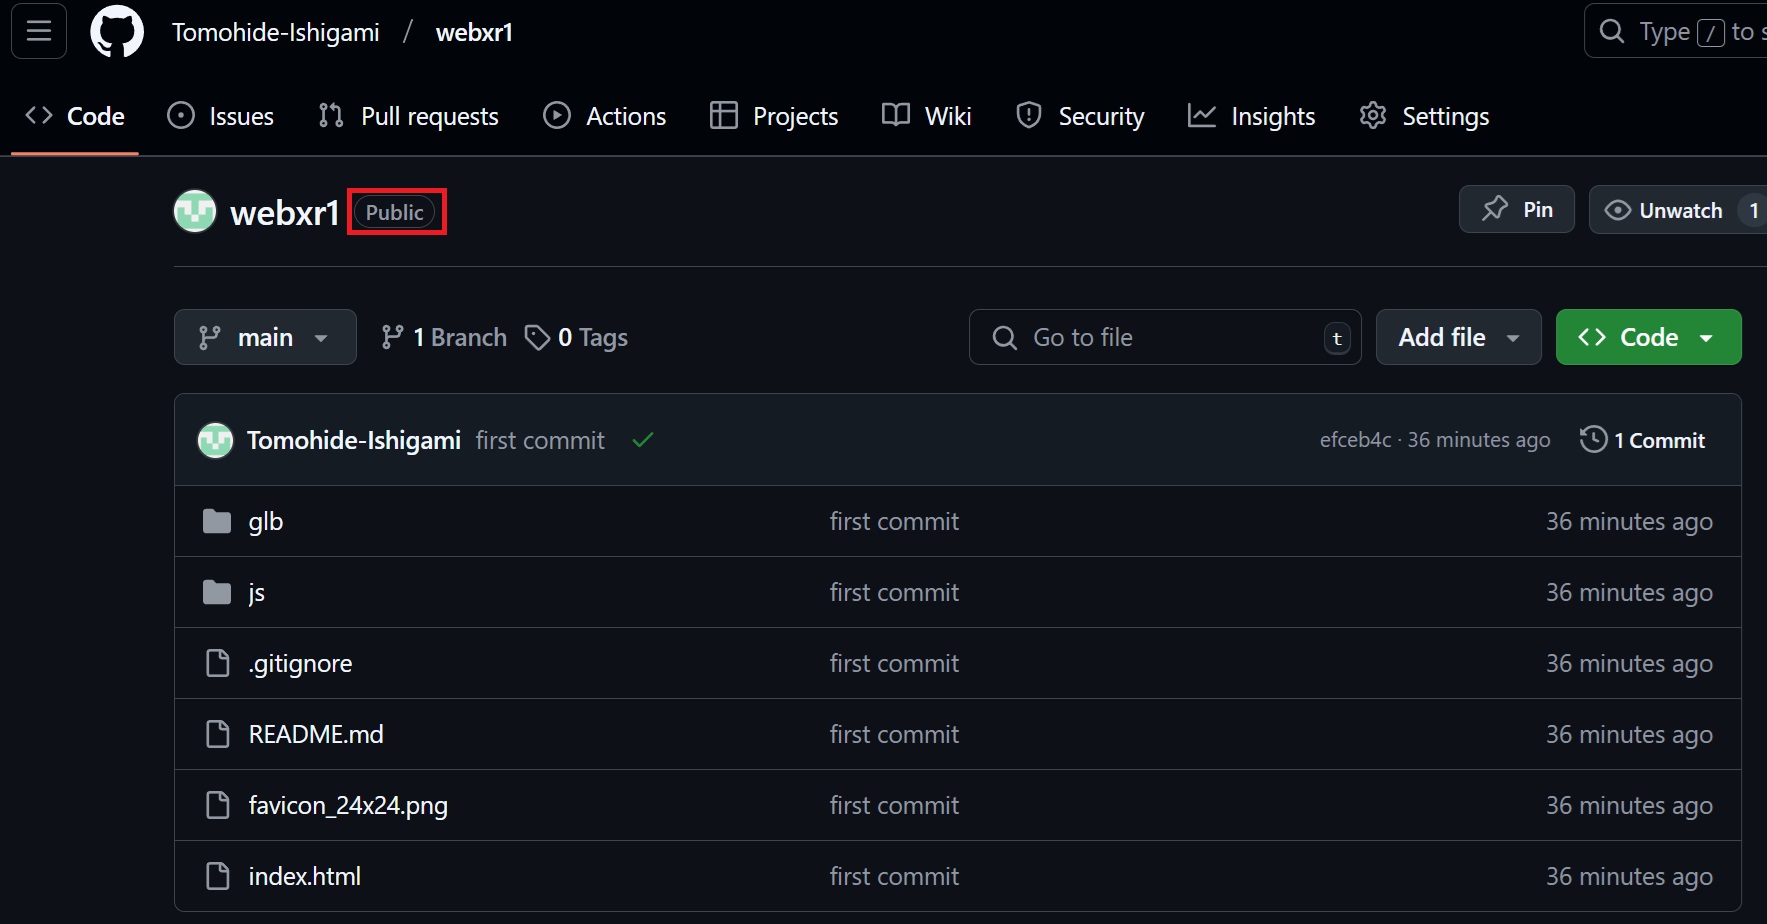 Tomohide-Ishigami / webxr1 Type / to s
Code Issues Pull requests Actions Projects Wiki Security Insights Settings
webxr1 Public Pin Unwatch 1
main 1 Branch 0 Tags Go to file t Add file Code
Tomohide-Ishigami first commit efceb4c · 36 minutes ago 1 Commit
glb first commit 36 minutes ago
js first commit 36 minutes ago
.gitignore first commit 36 minutes ago
README.md first commit 36 minutes ago
favicon_24x24.png first commit 36 minutes ago
index.html first commit 36 minutes ago